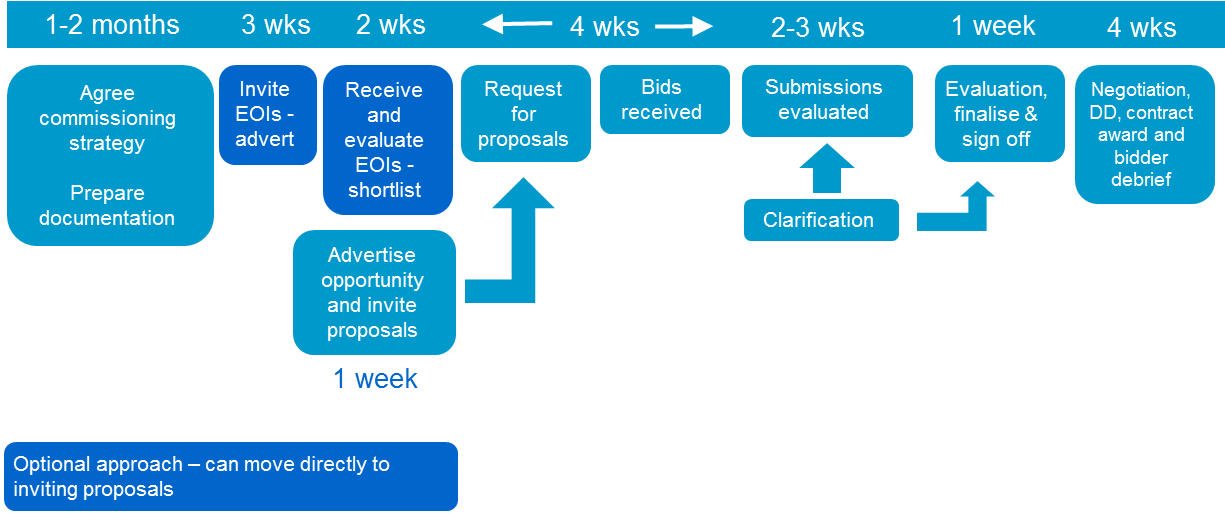 1-2 months
3 wks
2 wks
4 wks
2-3 wks
1 week
4 wks
Agree
commissioning
strategy
Prepare
documentation
Invite
EOIs -
advert
Receive
and
evaluate
EOIs -
shortlist
Request
for
proposals
Bids
received
Submissions
evaluated
Evaluation,
finalise &
sign off
Negotiation,
DD, contract
award and
bidder
debrief
Clarification
Advertise
opportunity
and invite
proposals
1 week
Optional approach – can move directly to
inviting proposals